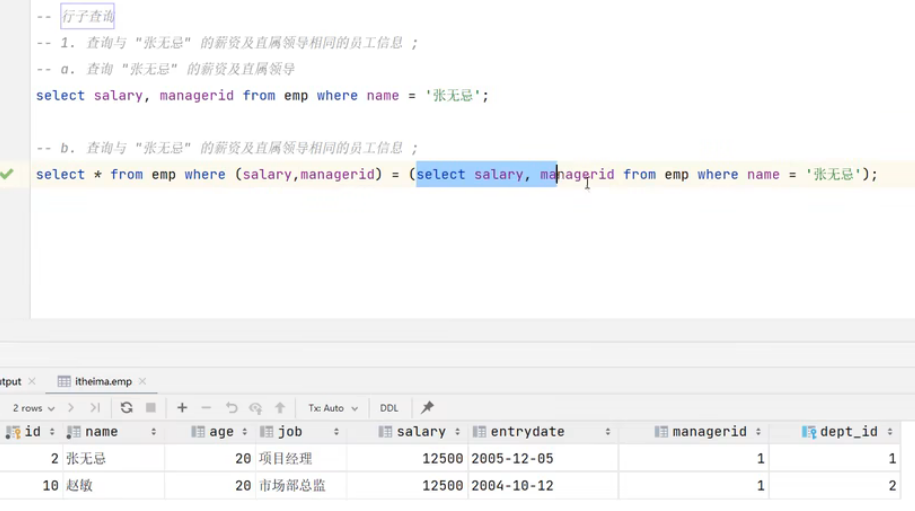 -- 行子查询
-- 1. 查询与 "张无忌" 的薪资及直属领导相同的员工信息 ;
-- a. 查询 "张无忌" 的薪资及直属领导
select salary, managerid from emp where name = '张无忌';
-- b. 查询与 "张无忌" 的薪资及直属领导相同的员工信息 ;
select * from emp where (salary,managerid) = (select salary, managerid from emp where name = '张无忌');
utput itheima.emp
2 rows Tx: Auto DDL
id name age job salary entrydate managerid dept_id
2 张无忌 20 项目经理 12500 2005-12-05 1 1
10 赵敏 20 市场部总监 12500 2004-10-12 1 2